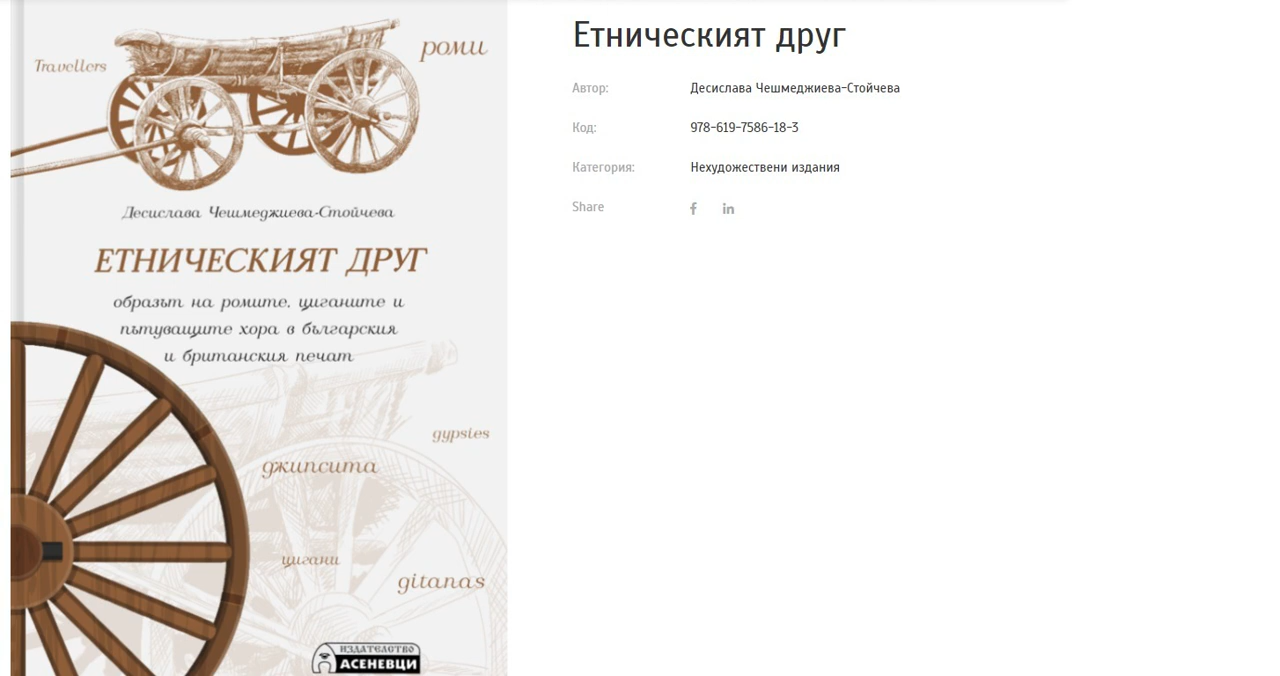 Travellers
роми
Десислава Чешмеджиева-Стойчева
ЕТНИЧЕСКИЯТ ДРУГ
образът на ромите, циганите и
пътуващите хора в българския
и британския печат
gypsies
джипсита
цигани
gitanas
ИЗДАТЕЛСТВО
АСЕНЕВЦИ
Етническият друг
Автор: Десислава Чешмеджиева-Стойчева
Код: 978-619-7586-18-3
Категория: Нехудожествени издания
Share